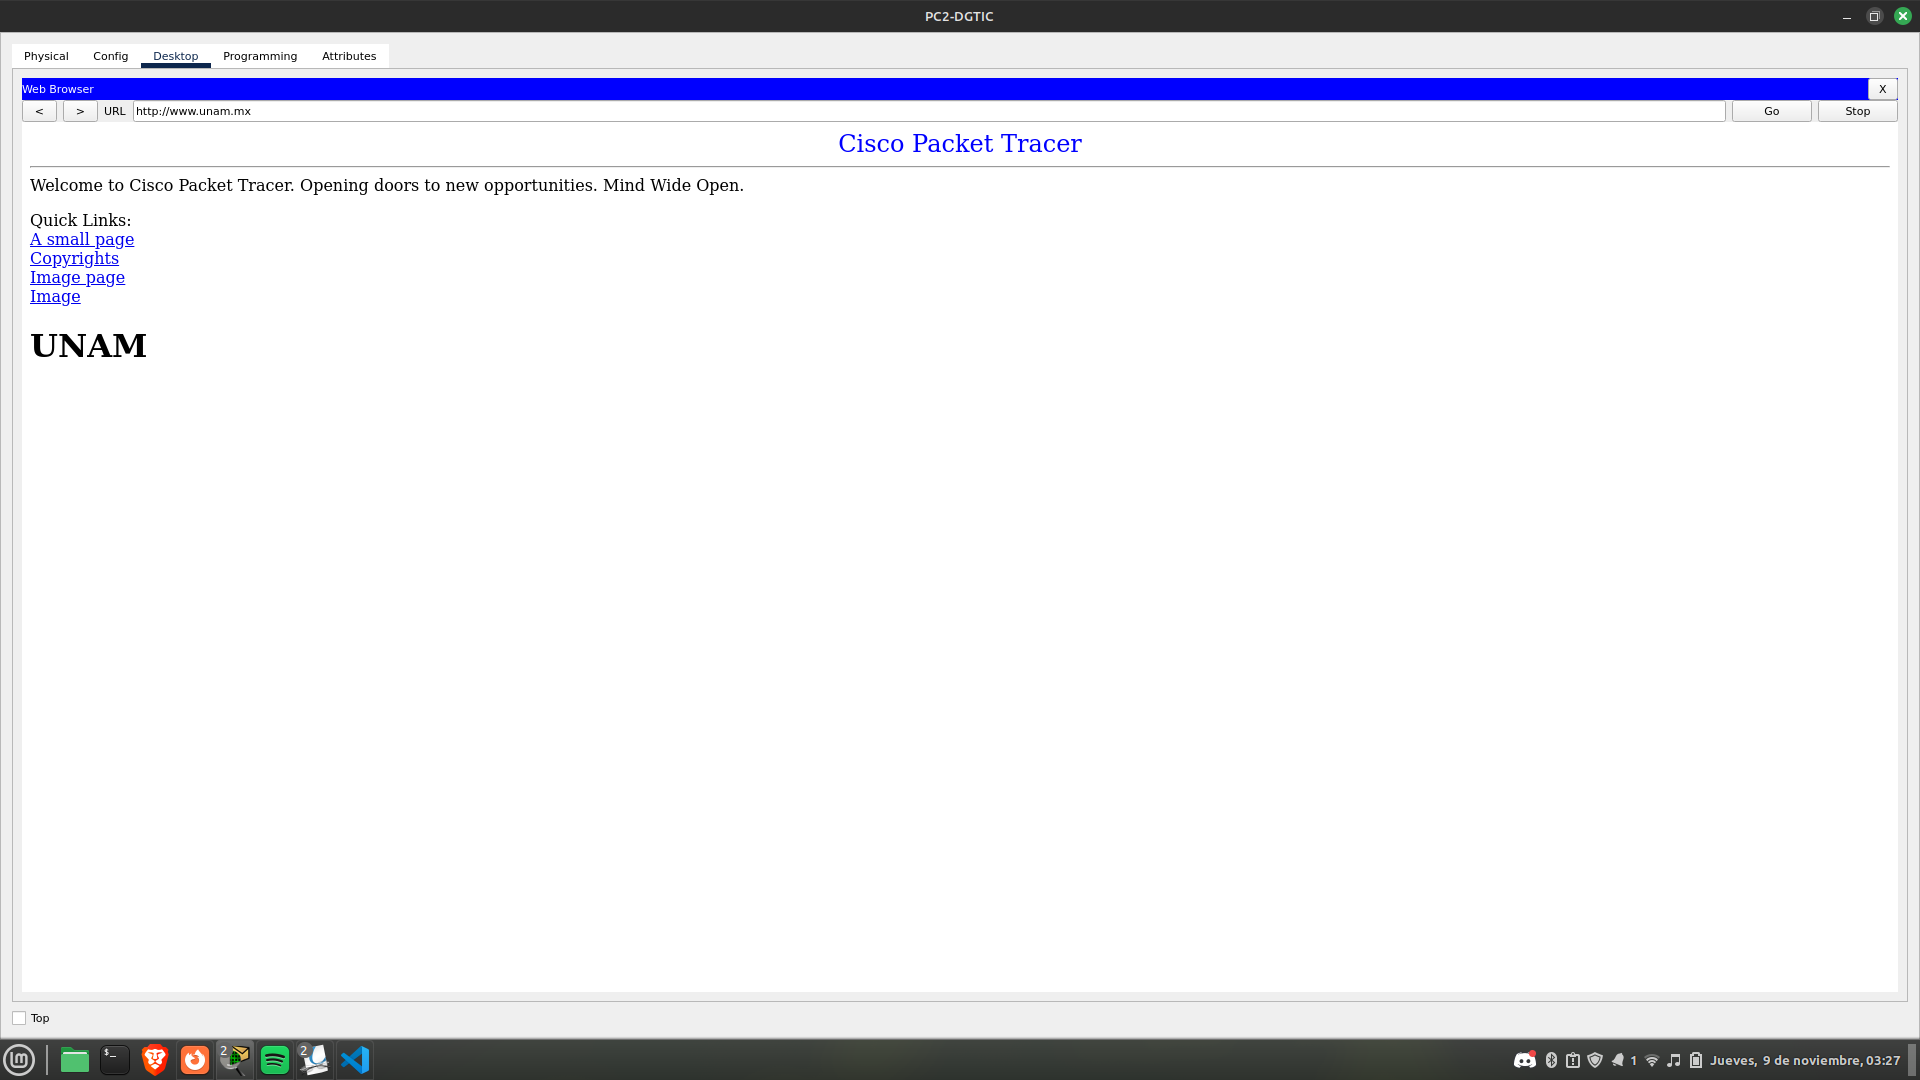 PC2-DGTIC
Physical Config Desktop Programming Attributes
Web Browser X
< > URL http://www.unam.mx Go Stop
Cisco Packet Tracer
Welcome to Cisco Packet Tracer. Opening doors to new opportunities. Mind Wide Open.
Quick Links:
A small page
Copyrights
Image page
Image
UNAM
Top
$_ 2 2 1 Jueves, 9 de noviembre, 03:27